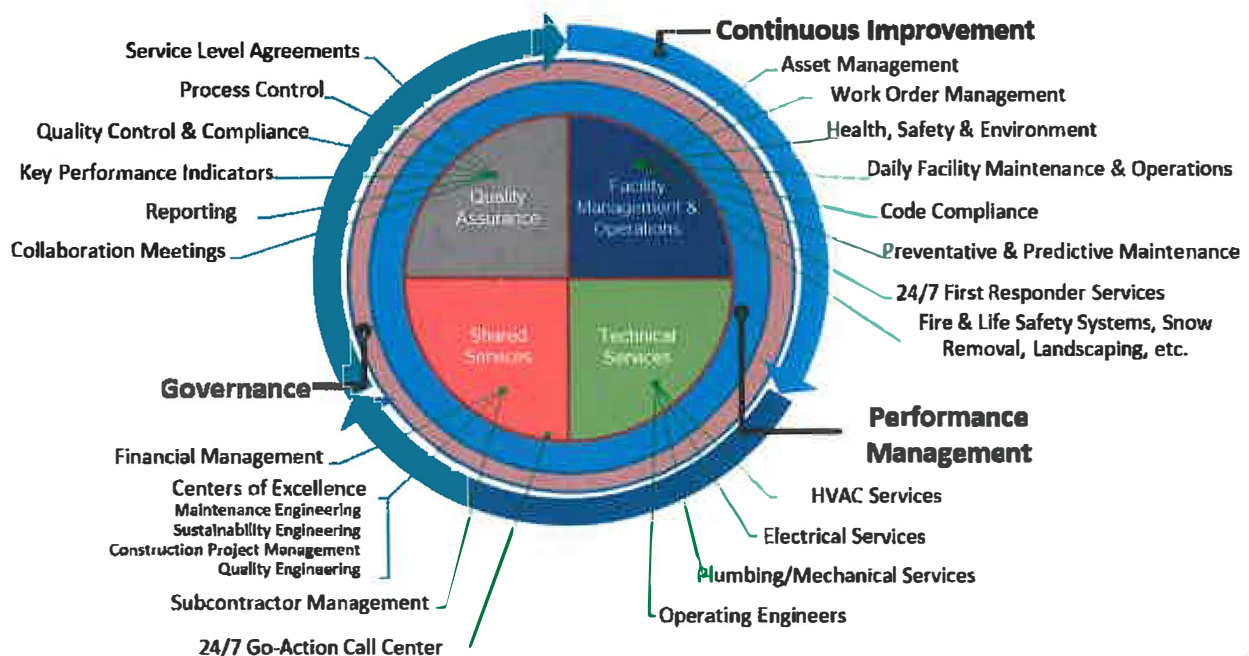 Continuous Improvement
Service Level Agreements
Process Control
Quality Control & Compliance
Key Performance Indicators
Reporting
Collaboration Meetings
Asset Management
Work Order Management
Health, Safety & Environment
Daily Facility Maintenance & Operations
Code Compliance
Preventative & Predictive Maintenance
24/7 First Responder Services
Fire & Life Safety Systems, Snow
Removal, Landscaping, etc.
Quality
Assurance
Facility
Management &
Operations
Shared
Services
Technical
Services
Governance
Performance
Management
Financial Management
Centers of Excellence
Maintenance Engineering
Sustainability Engineering
Construction Project Management
Quality Engineering
Subcontractor Management
24/7 Go-Action Call Center
HVAC Services
Electrical Services
Plumbing/Mechanical Services
Operating Engineers